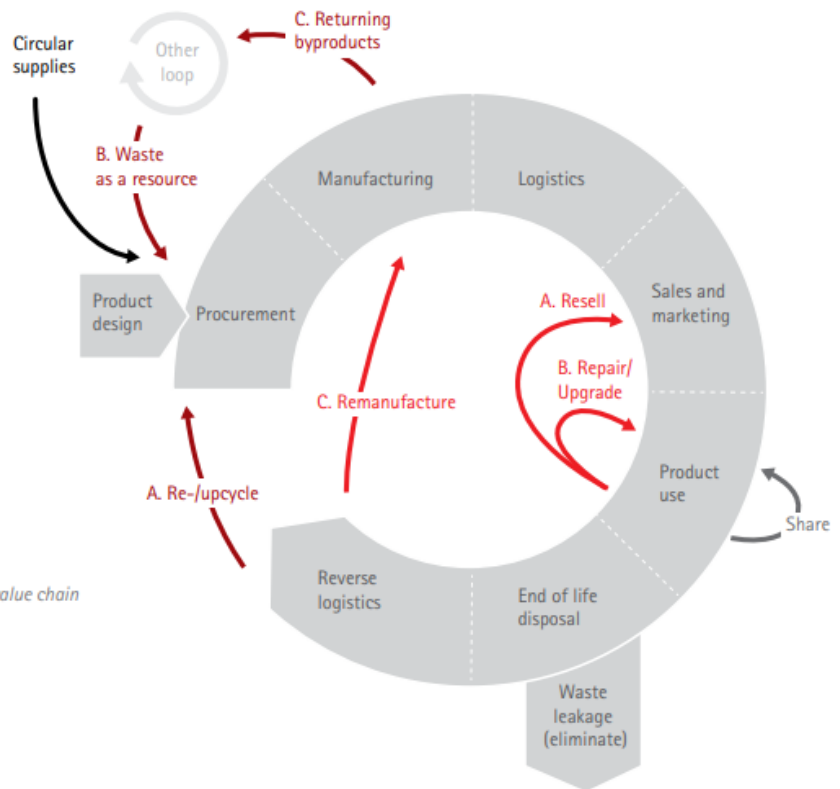 C. Returning
byproducts
Circular
supplies
Other
loop
B. Waste
as a resource
Manufacturing
Logistics
Product
design
Procurement
Sales and
marketing
A. Resell
B. Repair/
Upgrade
C. Remanufacture
A. Re-/upcycle
Product
use
Share
Reverse
logistics
End of life
disposal
alue chain
Waste
leakage
(eliminate)